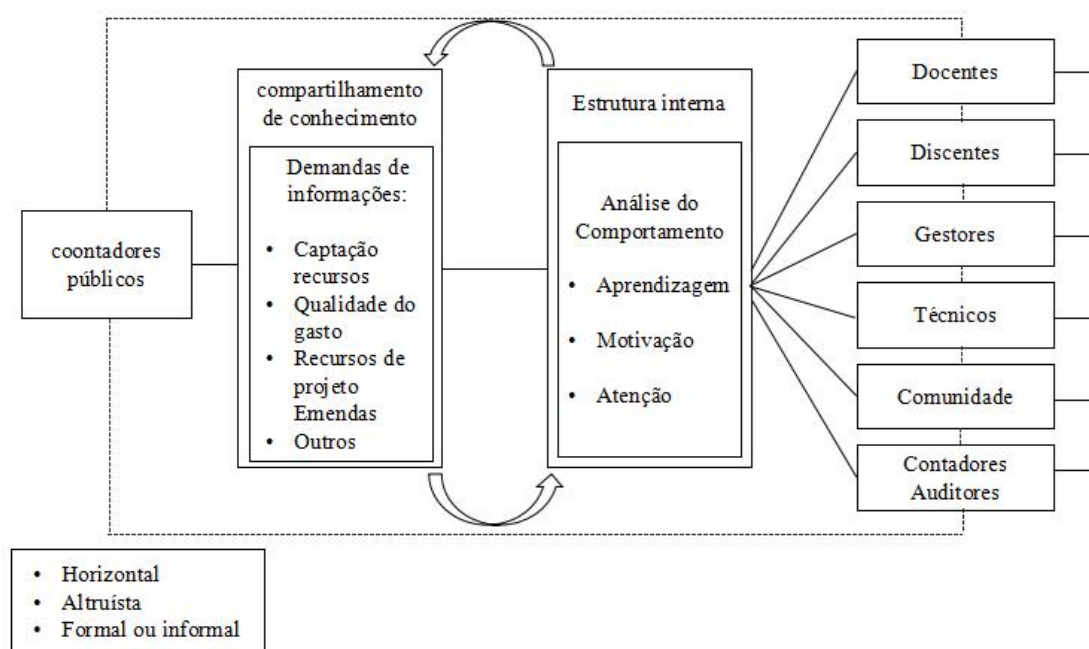 coontadores
públicos
compartilhamento
de conhecimento
Demandas de
informações:
• Captação
recursos
• Qualidade do
gasto
• Recursos de
projeto
Emendas
• Outros
Estrutura interna
Análise do
Comportamento
• Aprendizagem
• Motivação
• Atenção
Docentes
Discentes
Gestores
Técnicos
Comunidade
Contadores
Auditores
• Horizontal
• Altruísta
• Formal ou informal